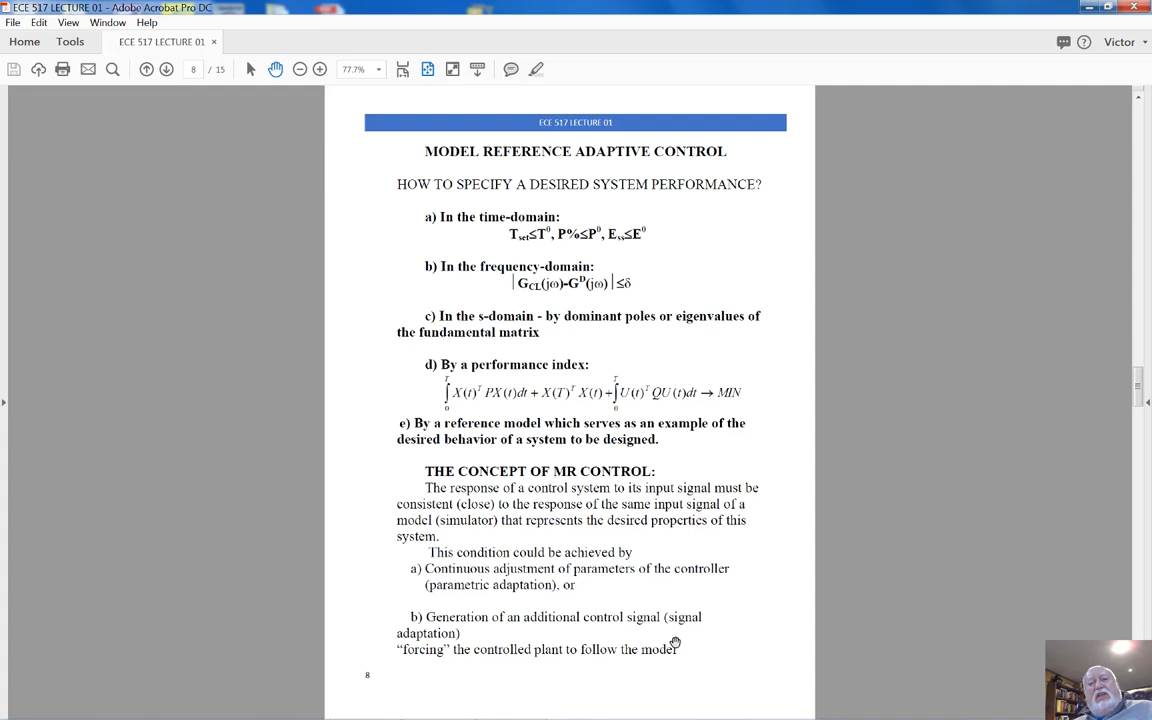 ECE 517 LECTURE 01 - Adobe Acrobat Pro DC
File Edit View Window Help
Home Tools ECE 517 LECTURE 01 × Victor
8 / 15 77.7%
ECE 517 LECTURE 01
MODEL REFERENCE ADAPTIVE CONTROL
HOW TO SPECIFY A DESIRED SYSTEM PERFORMANCE?
a) In the time-domain:
Tset≤T⁰, P%≤P⁰, Ess≤E⁰
b) In the frequency-domain:
|GCL(jω)-Gᴰ(jω)|≤δ
c) In the s-domain - by dominant poles or eigenvalues of
the fundamental matrix
d) By a performance index:
∫₀ᵀ X(t)ᵀ PX(t)dt + X(T)ᵀ X(t) + ∫₀ᵀ U(t)ᵀ QU(t)dt → MIN
e) By a reference model which serves as an example of the
desired behavior of a system to be designed.
THE CONCEPT OF MR CONTROL:
The response of a control system to its input signal must be
consistent (close) to the response of the same input signal of a
model (simulator) that represents the desired properties of this
system.
This condition could be achieved by
a) Continuous adjustment of parameters of the controller
(parametric adaptation), or
b) Generation of an additional control signal (signal
adaptation)
“forcing” the controlled plant to follow the model
8